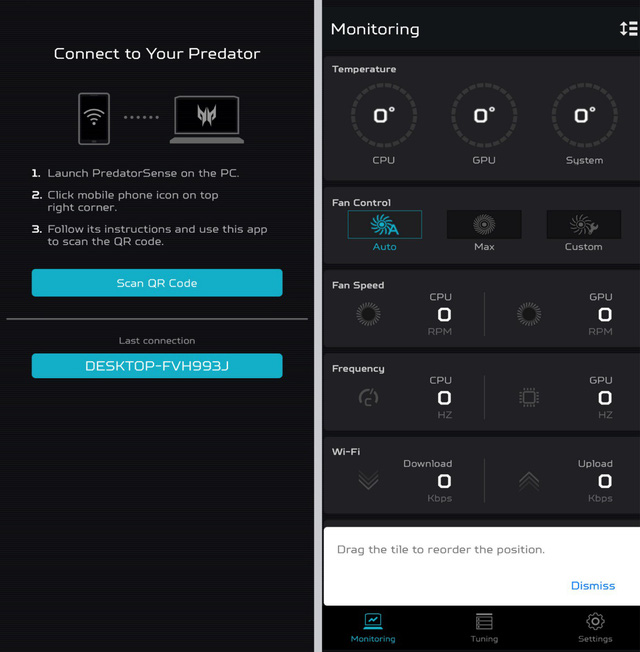 Connect to Your Predator
1. Launch PredatorSense on the PC.
2. Click mobile phone icon on top
right corner.
3. Follow its instructions and use this app
to scan the QR code.
Scan QR Code
Last connection
DESKTOP-FVH993J
Monitoring
Temperature
0° 0° 0°
CPU GPU System
Fan Control
A
Auto Max Custom
Fan Speed
CPU GPU
0 0
RPM RPM
Frequency
CPU GPU
C
0 0
HZ HZ
Wi-Fi
Download Upload
0 0
Kbps Kbps
Drag the tile to reorder the position.
Dismiss
Monitoring Tuning Settings